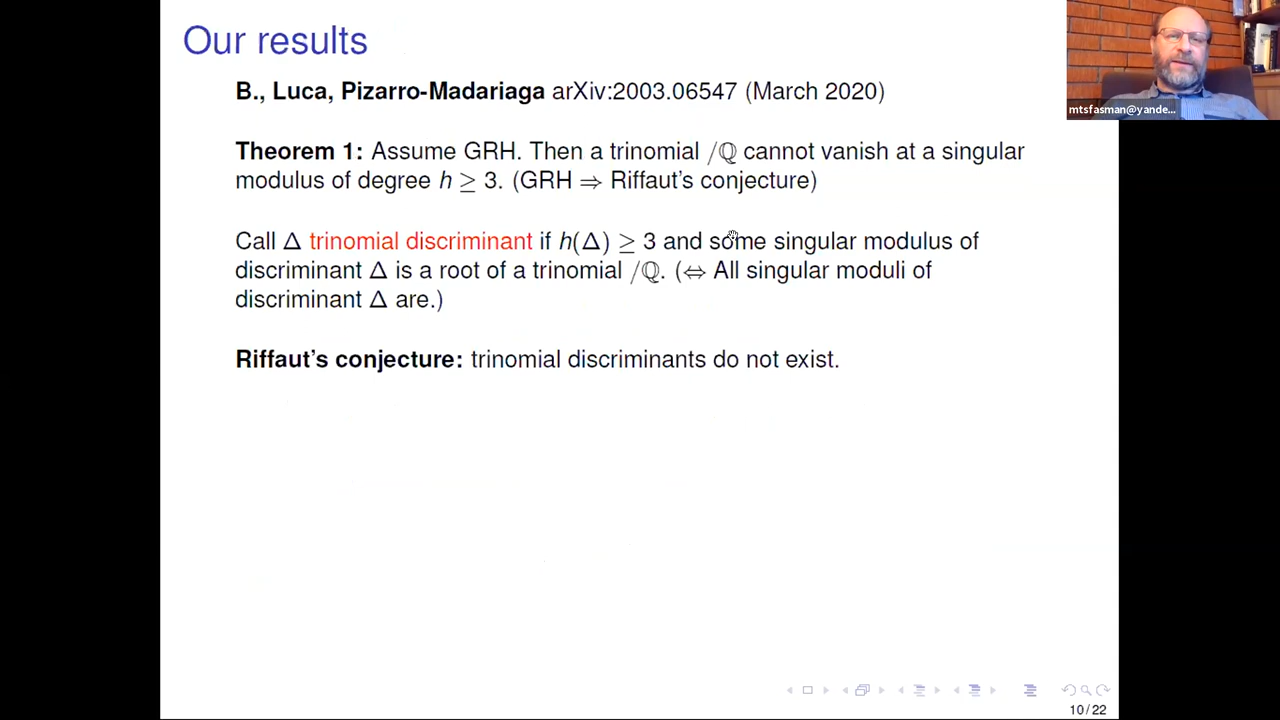 Our results
B., Luca, Pizarro-Madariaga arXiv:2003.06547 (March 2020)
mtsfasman@yande...
Theorem 1: Assume GRH. Then a trinomial /ℚ cannot vanish at a singular
modulus of degree h ≥ 3. (GRH ⇒ Riffaut's conjecture)
Call Δ trinomial discriminant if h(Δ) ≥ 3 and some singular modulus of
discriminant Δ is a root of a trinomial /ℚ. (⇔ All singular moduli of
discriminant Δ are.)
Riffaut's conjecture: trinomial discriminants do not exist.
10/22